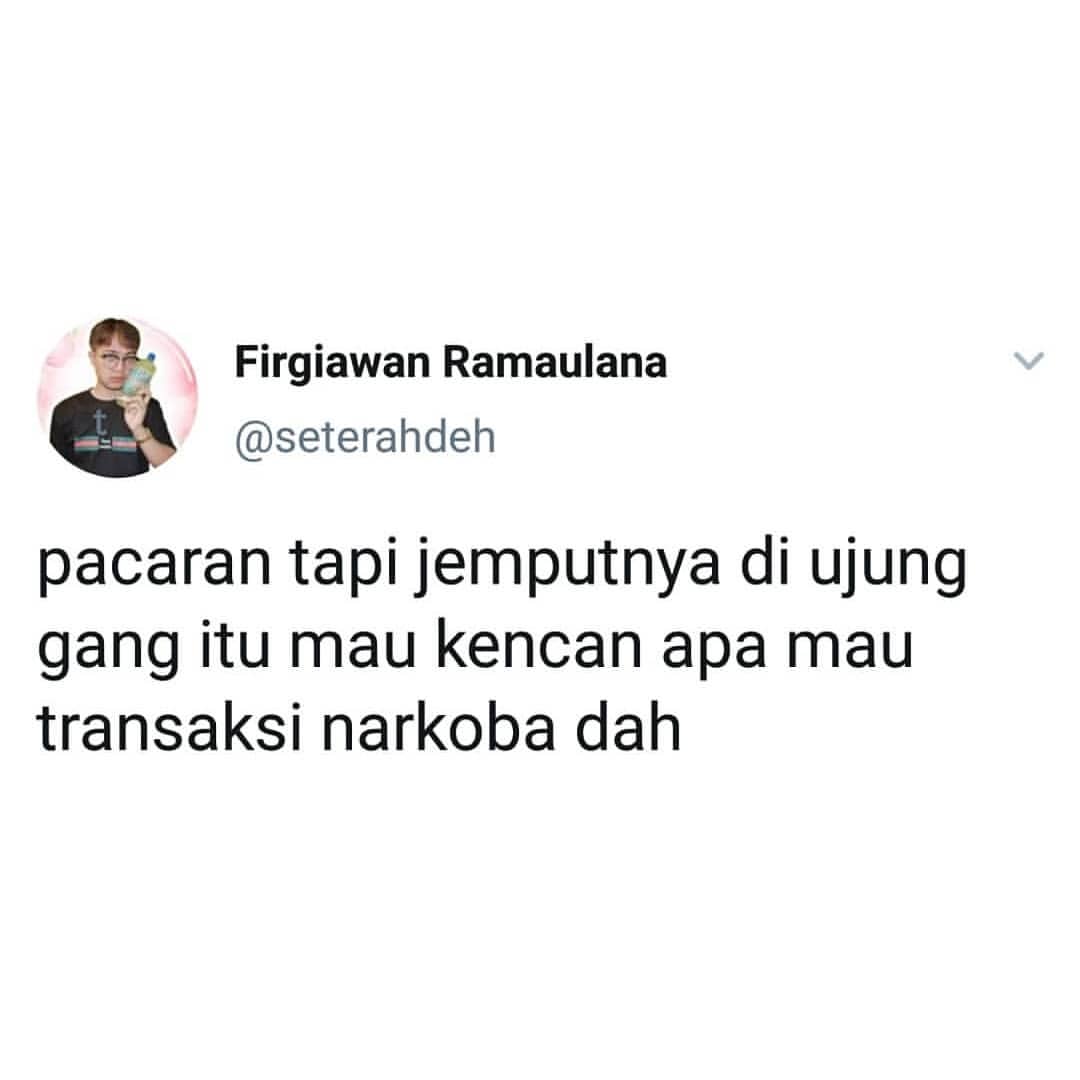 Firgiawan Ramaulana
@seterahdeh
pacaran tapi jemputnya di ujung
gang itu mau kencan apa mau
transaksi narkoba dah